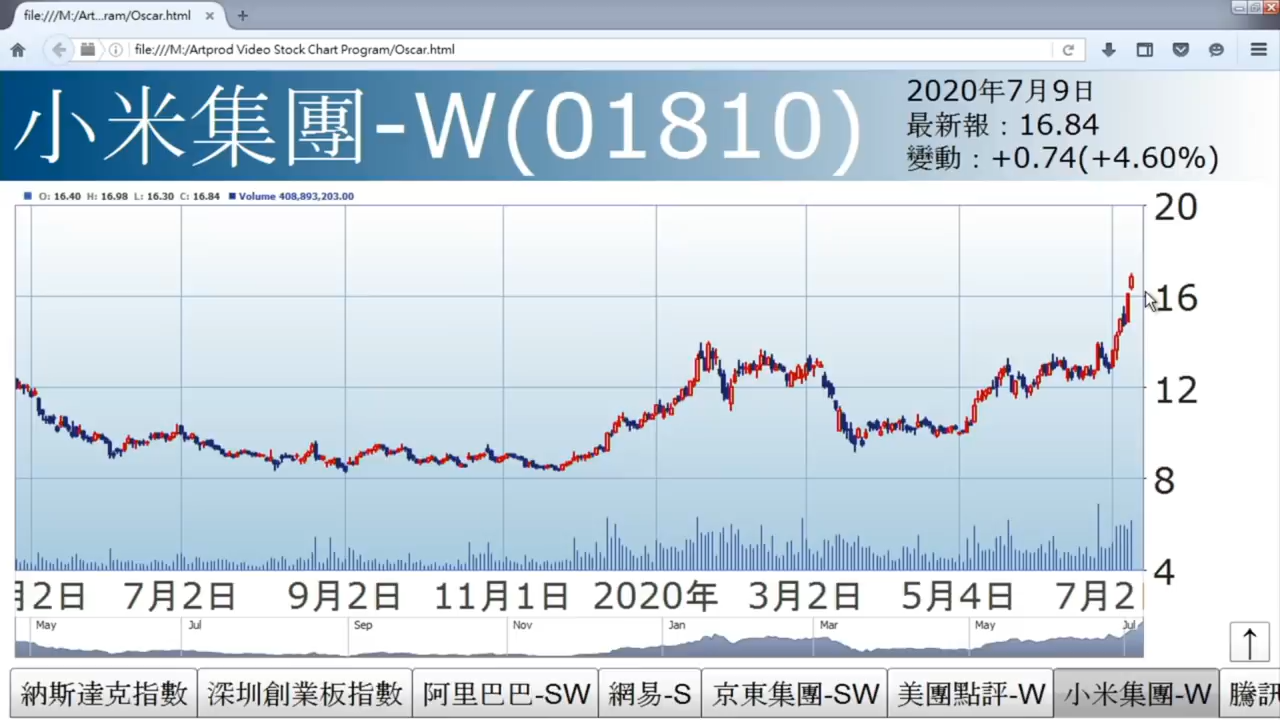 file:///M:/Art...ram/Oscar.html
file:///M:/Artprod Video Stock Chart Program/Oscar.html
小米集團-W(01810)
2020年7月9日
最新報：16.84
變動：+0.74(+4.60%)
O: 16.40 H: 16.98 L: 16.30 C: 16.84 Volume 408,893,203.00
20
16
12
8
4
月2日 7月2日 9月2日 11月1日 2020年 3月2日 5月4日 7月2
May Jul Sep Nov Jan Mar May Jul
↑
納斯達克指數 深圳創業板指數 阿里巴巴-SW 網易-S 京東集團-SW 美團點評-W 小米集團-W 騰訊